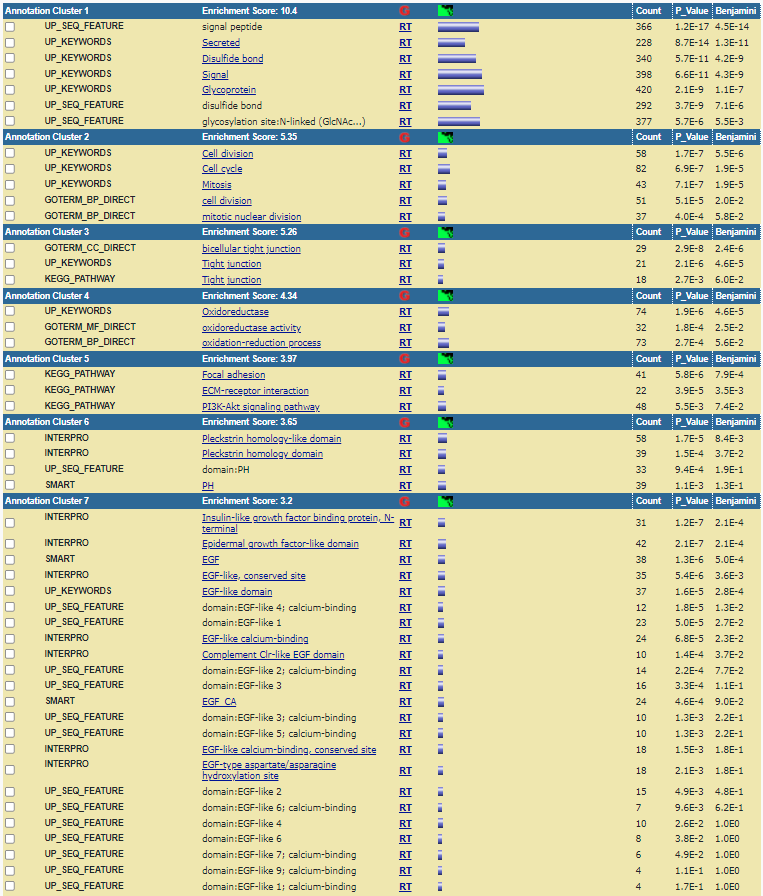 Annotation Cluster 1 Enrichment Score: 10.4 G Count P_Value Benjamini
UP_SEQ_FEATURE signal peptide RT 366 1.2E-17 4.5E-14
UP_KEYWORDS Secreted RT 228 8.7E-14 1.3E-11
UP_KEYWORDS Disulfide bond RT 340 5.7E-11 4.2E-9
UP_KEYWORDS Signal RT 398 6.6E-11 4.3E-9
UP_KEYWORDS Glycoprotein RT 420 2.1E-9 1.1E-7
UP_SEQ_FEATURE disulfide bond RT 292 3.7E-9 7.1E-6
UP_SEQ_FEATURE glycosylation site:N-linked (GlcNAc...) RT 377 5.7E-6 5.5E-3
Annotation Cluster 2 Enrichment Score: 5.35 G Count P_Value Benjamini
UP_KEYWORDS Cell division RT 58 1.7E-7 5.5E-6
UP_KEYWORDS Cell cycle RT 82 6.9E-7 1.9E-5
UP_KEYWORDS Mitosis RT 43 7.1E-7 1.9E-5
GOTERM_BP_DIRECT cell division RT 51 5.1E-5 2.0E-2
GOTERM_BP_DIRECT mitotic nuclear division RT 37 4.0E-4 5.8E-2
Annotation Cluster 3 Enrichment Score: 5.26 G Count P_Value Benjamini
GOTERM_CC_DIRECT bicellular tight junction RT 29 2.9E-8 2.4E-6
UP_KEYWORDS Tight junction RT 21 2.1E-6 4.6E-5
KEGG_PATHWAY Tight junction RT 18 2.7E-3 6.0E-2
Annotation Cluster 4 Enrichment Score: 4.34 G Count P_Value Benjamini
UP_KEYWORDS Oxidoreductase RT 74 1.9E-6 4.6E-5
GOTERM_MF_DIRECT oxidoreductase activity RT 32 1.8E-4 2.5E-2
GOTERM_BP_DIRECT oxidation-reduction process RT 73 2.7E-4 5.6E-2
Annotation Cluster 5 Enrichment Score: 3.97 G Count P_Value Benjamini
KEGG_PATHWAY Focal adhesion RT 41 5.8E-6 7.9E-4
KEGG_PATHWAY ECM-receptor interaction RT 22 3.9E-5 3.5E-3
KEGG_PATHWAY PI3K-Akt signaling pathway RT 48 5.5E-3 7.4E-2
Annotation Cluster 6 Enrichment Score: 3.65 G Count P_Value Benjamini
INTERPRO Pleckstrin homology-like domain RT 58 1.7E-5 8.4E-3
INTERPRO Pleckstrin homology domain RT 39 1.5E-4 3.7E-2
UP_SEQ_FEATURE domain:PH RT 33 9.4E-4 1.9E-1
SMART PH RT 39 1.1E-3 1.3E-1
Annotation Cluster 7 Enrichment Score: 3.2 G Count P_Value Benjamini
INTERPRO Insulin-like growth factor binding protein, N-
terminal RT 31 1.2E-7 2.1E-4
INTERPRO Epidermal growth factor-like domain RT 42 2.1E-7 2.1E-4
SMART EGF RT 38 1.3E-6 5.0E-4
INTERPRO EGF-like, conserved site RT 35 5.4E-6 3.6E-3
UP_KEYWORDS EGF-like domain RT 37 1.6E-5 2.8E-4
UP_SEQ_FEATURE domain:EGF-like 4; calcium-binding RT 12 1.8E-5 1.3E-2
UP_SEQ_FEATURE domain:EGF-like 1 RT 23 5.0E-5 2.7E-2
INTERPRO EGF-like calcium-binding RT 24 6.8E-5 2.3E-2
INTERPRO Complement Clr-like EGF domain RT 10 1.4E-4 3.7E-2
UP_SEQ_FEATURE domain:EGF-like 2; calcium-binding RT 14 2.2E-4 7.7E-2
UP_SEQ_FEATURE domain:EGF-like 3 RT 16 3.3E-4 1.1E-1
SMART EGF_CA RT 24 4.6E-4 9.0E-2
UP_SEQ_FEATURE domain:EGF-like 3; calcium-binding RT 10 1.3E-3 2.2E-1
UP_SEQ_FEATURE domain:EGF-like 5; calcium-binding RT 10 1.3E-3 2.2E-1
INTERPRO EGF-like calcium-binding, conserved site RT 18 1.5E-3 1.8E-1
INTERPRO EGF-type aspartate/asparagine
hydroxylation site RT 18 2.1E-3 1.8E-1
UP_SEQ_FEATURE domain:EGF-like 2 RT 15 4.9E-3 4.8E-1
UP_SEQ_FEATURE domain:EGF-like 6; calcium-binding RT 7 9.6E-3 6.2E-1
UP_SEQ_FEATURE domain:EGF-like 4 RT 10 2.6E-2 1.0E0
UP_SEQ_FEATURE domain:EGF-like 6 RT 8 3.8E-2 1.0E0
UP_SEQ_FEATURE domain:EGF-like 7; calcium-binding RT 6 4.9E-2 1.0E0
UP_SEQ_FEATURE domain:EGF-like 9; calcium-binding RT 4 1.1E-1 1.0E0
UP_SEQ_FEATURE domain:EGF-like 1; calcium-binding RT 4 1.7E-1 1.0E0